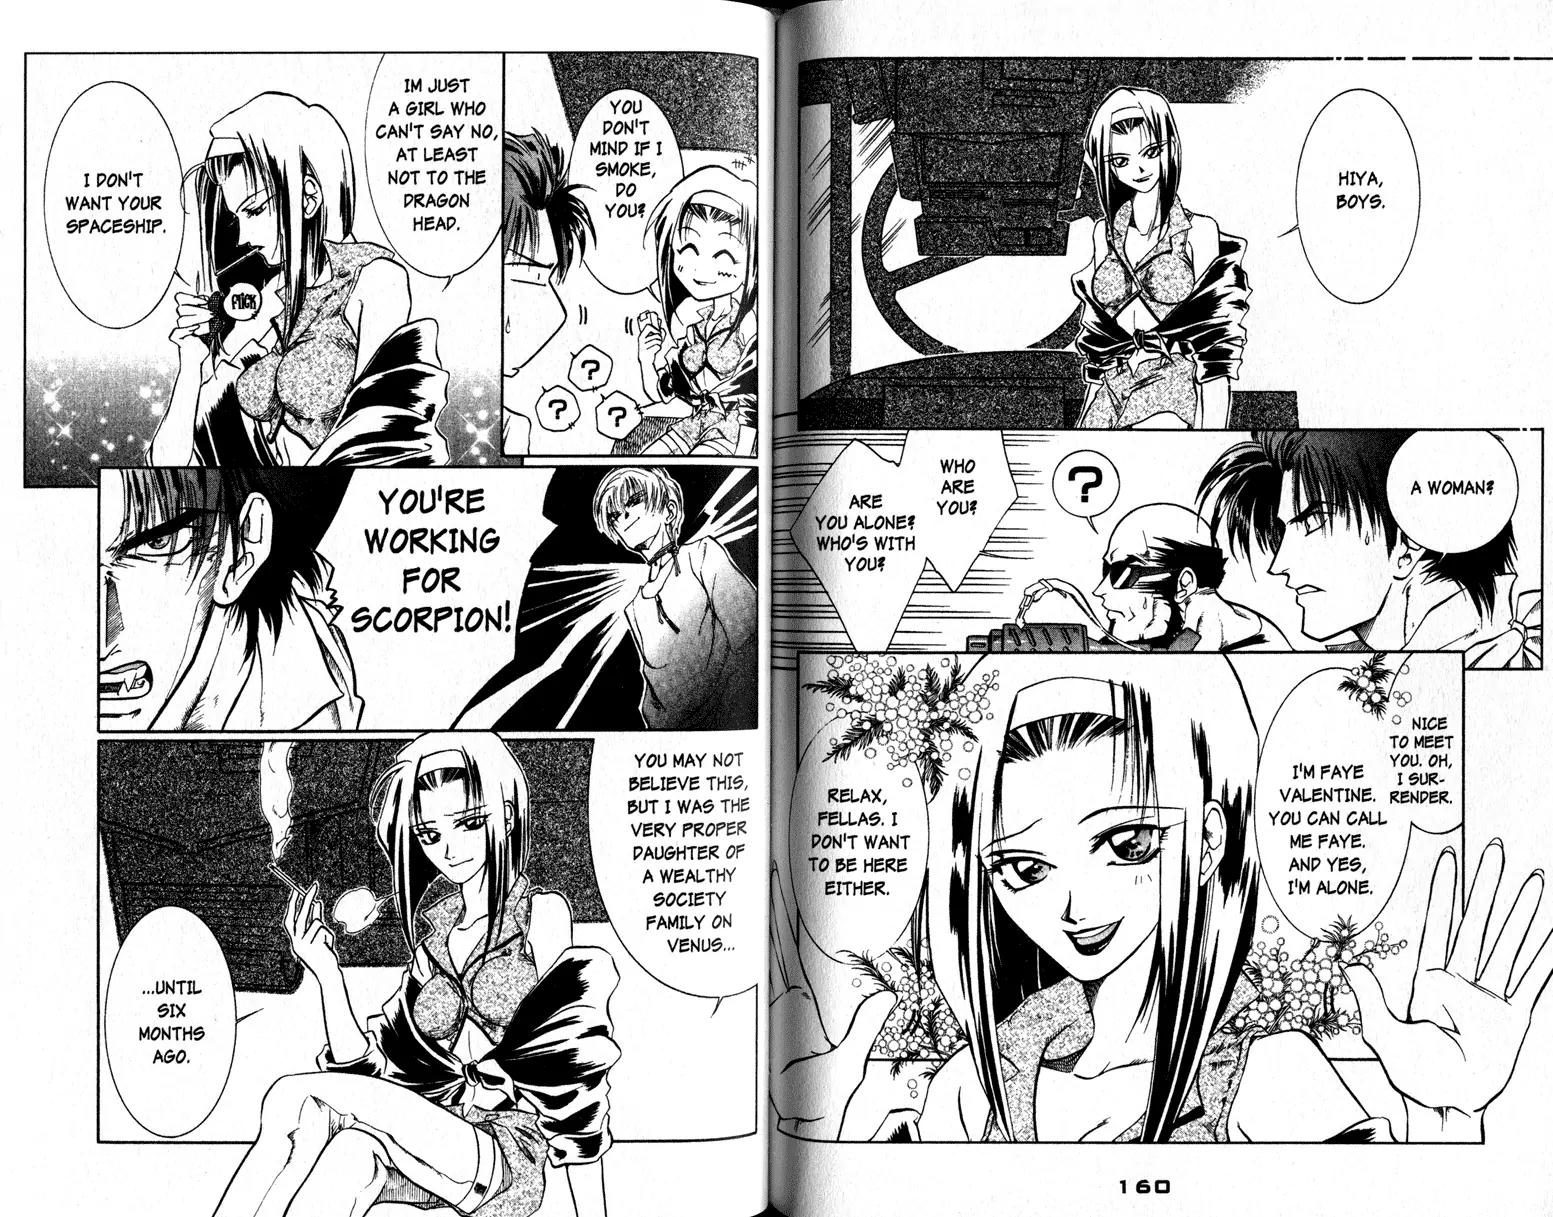 HIYA,
BOYS.
A WOMAN?
?
WHO
ARE
YOU?
ARE
YOU ALONE?
WHO'S WITH
YOU?
NICE
TO MEET
YOU. OH,
I SUR-
RENDER.
I'M FAYE
VALENTINE.
YOU CAN CALL
ME FAYE.
AND YES,
I'M ALONE.
RELAX,
FELLAS. I
DON'T WANT
TO BE HERE
EITHER.
160
YOU
DON'T
MIND IF I
SMOKE,
DO
YOU?
?
?
?
IM JUST
A GIRL WHO
CAN'T SAY NO,
AT LEAST
NOT TO THE
DRAGON
HEAD.
FLICK
I DON'T
WANT YOUR
SPACESHIP.
YOU'RE
WORKING
FOR
SCORPION!
YOU MAY NOT
BELIEVE THIS,
BUT I WAS THE
VERY PROPER
DAUGHTER OF
A WEALTHY
SOCIETY
FAMILY ON
VENUS...
...UNTIL
SIX
MONTHS
AGO.